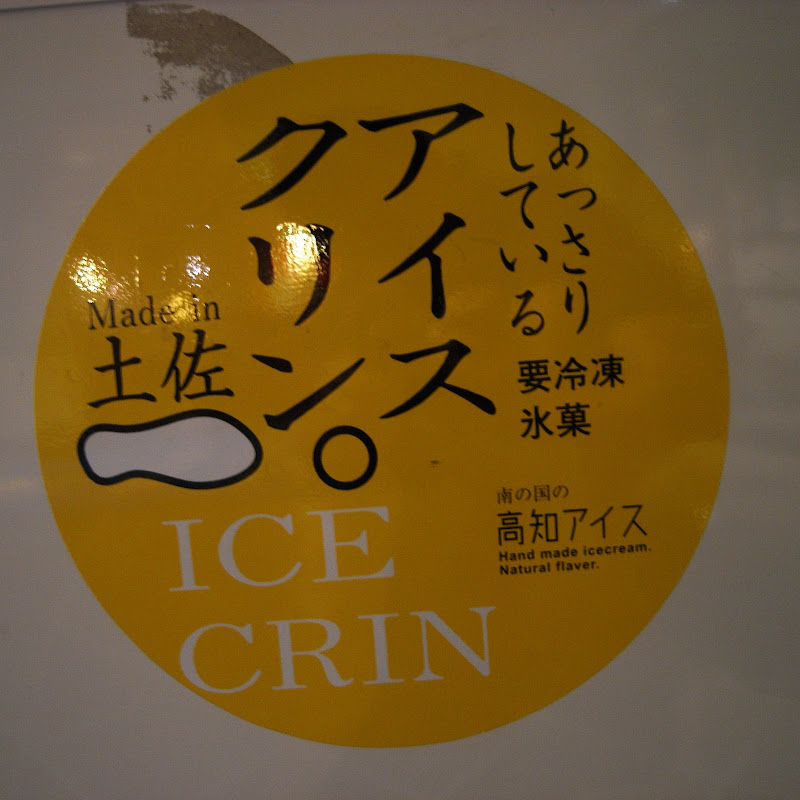 あっさり
している
アイス
クリン。
Made in
土佐
要冷凍
氷菓
南の国の
高知アイス
Hand made icecream.
Natural flaver.
ICE
CRIN